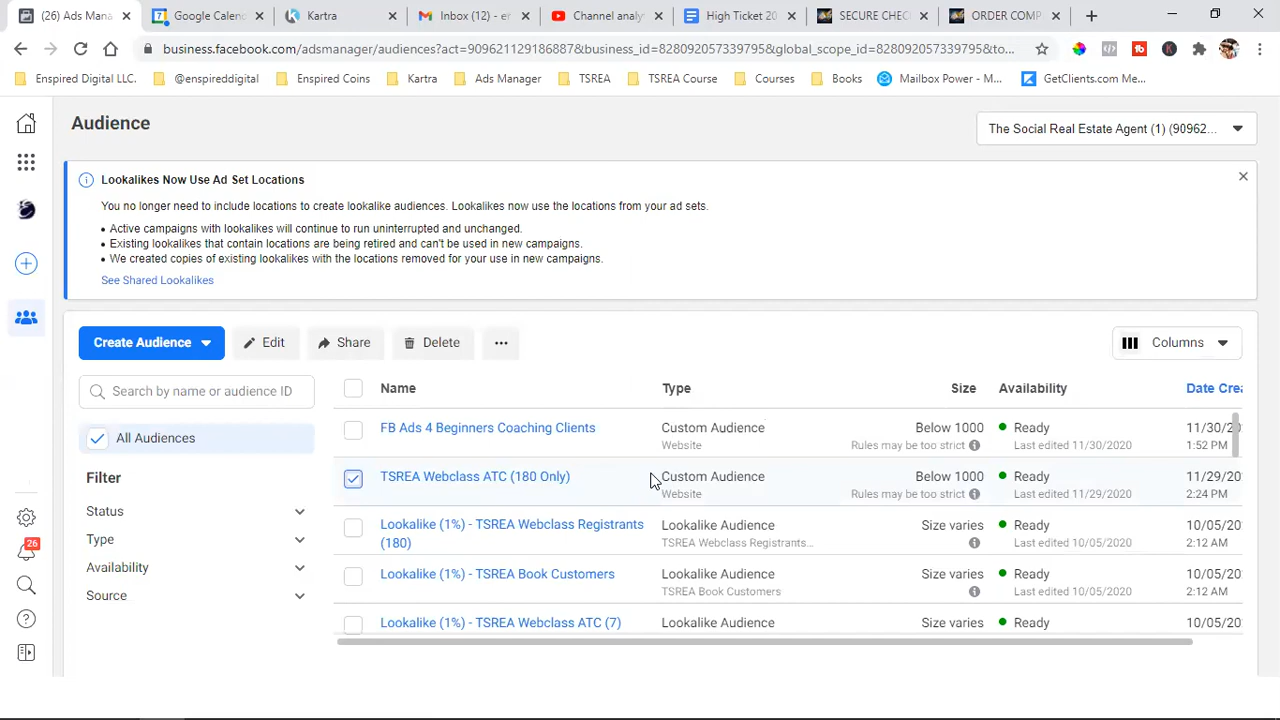 (26) Ads Mana
Google Calen
Kartra
Inbox (12) - e
Channel analy
High Ticket 20
SECURE CHEC
ORDER COMP
business.facebook.com/adsmanager/audiences?act=909621129186887&business_id=828092057339795&global_scope_id=828092057339795&to...
Enspired Digital LLC.
@enspireddigital
Enspired Coins
Kartra
Ads Manager
TSREA
TSREA Course
Courses
Books
Mailbox Power - M...
GetClients.com Me...
Audience
The Social Real Estate Agent (1) (90962...
Lookalikes Now Use Ad Set Locations
You no longer need to include locations to create lookalike audiences. Lookalikes now use the locations from your ad sets.
• Active campaigns with lookalikes will continue to run uninterrupted and unchanged.
• Existing lookalikes that contain locations are being retired and can't be used in new campaigns.
• We created copies of existing lookalikes with the locations removed for your use in new campaigns.
See Shared Lookalikes
Create Audience
Edit
Share
Delete
Columns
Search by name or audience ID
All Audiences
Filter
Status
Type
Availability
Source
26
Name Type Size Availability Date Crea
FB Ads 4 Beginners Coaching Clients Custom Audience Below 1000 Ready 11/30/20
Website Rules may be too strict Last edited 11/30/2020 1:52 PM
TSREA Webclass ATC (180 Only) Custom Audience Below 1000 Ready 11/29/20
Website Rules may be too strict Last edited 11/29/2020 2:24 PM
Lookalike (1%) - TSREA Webclass Registrants Lookalike Audience Size varies Ready 10/05/20
(180) TSREA Webclass Registrants... Last edited 10/05/2020 2:12 AM
Lookalike (1%) - TSREA Book Customers Lookalike Audience Size varies Ready 10/05/20
TSREA Book Customers Last edited 10/05/2020 2:12 AM
Lookalike (1%) - TSREA Webclass ATC (7) Lookalike Audience Size varies Ready 10/05/20